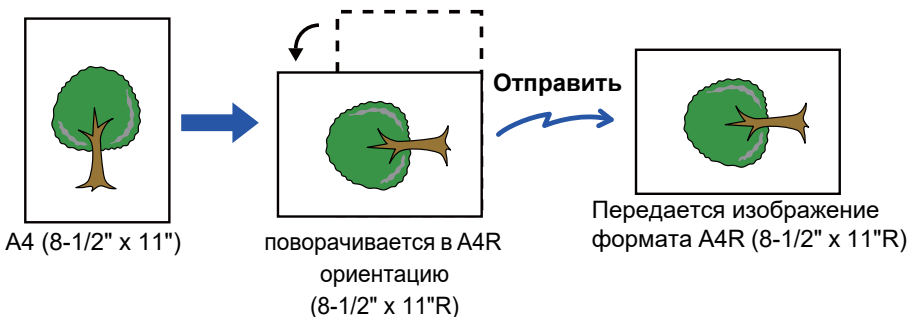 A4 (8-1/2" x 11")
поворачивается в A4R
ориентацию
(8-1/2" x 11"R)
Отправить
Передается изображение
формата A4R (8-1/2" x 11"R)